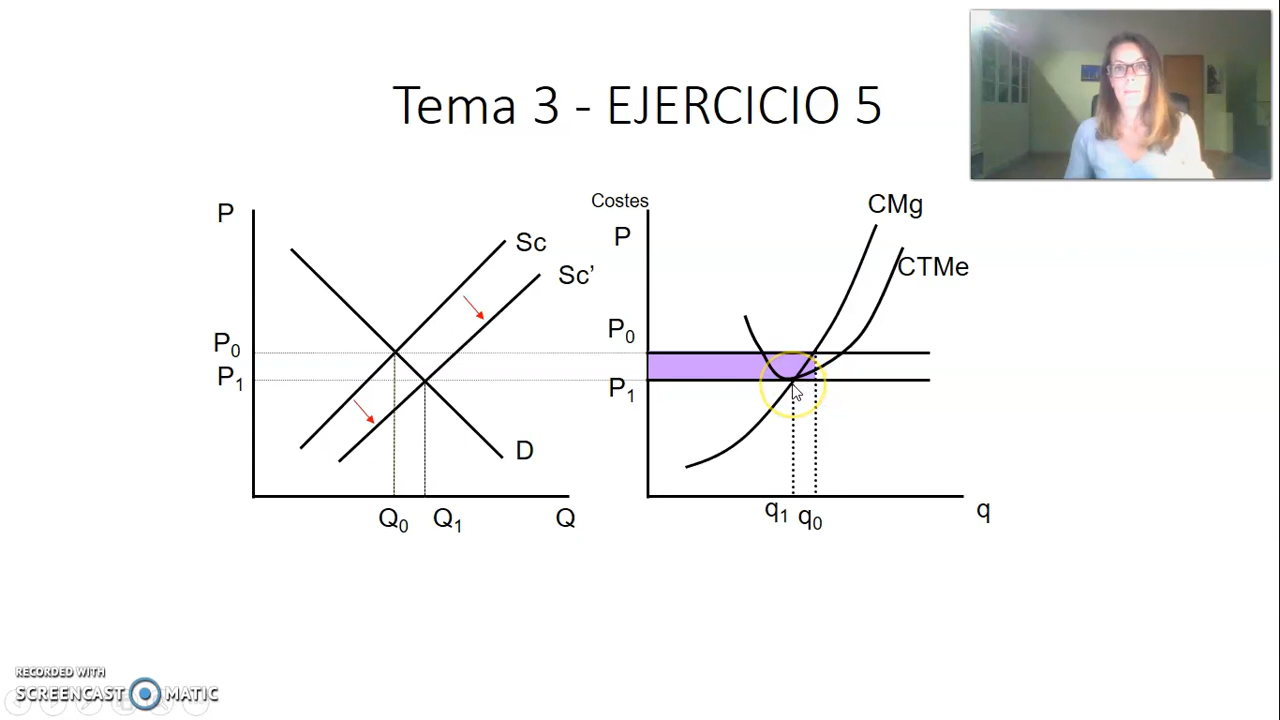 Tema 3 - EJERCICIO 5
P
Sc
Sc’
P0
P1
D
Q0
Q1
Q
Costes
P
CMg
CTMe
P0
P1
q1
q0
q
RECORDED WITH
SCREENCAST MATIC